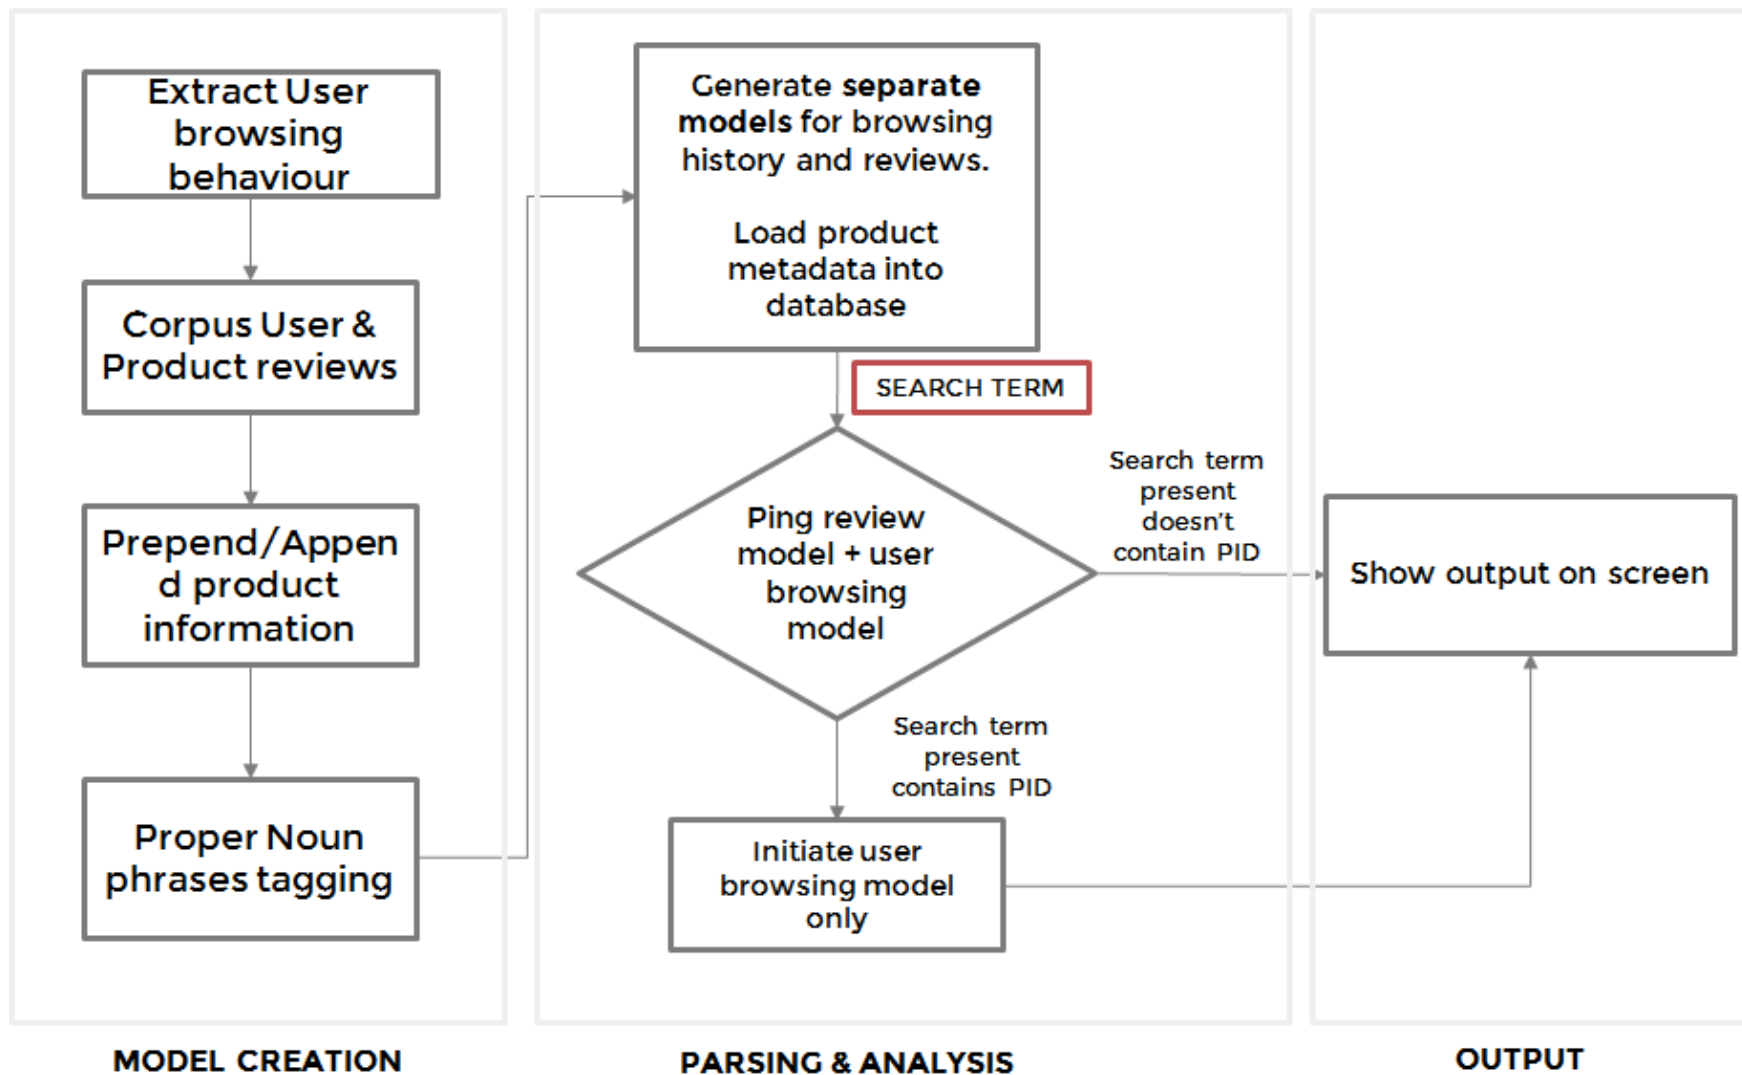 Extract User
browsing
behaviour
Corpus User &
Product reviews
Prepend/Appen
d product
information
Proper Noun
phrases tagging
MODEL CREATION
Generate separate
models for browsing
history and reviews.
Load product
metadata into
database
SEARCH TERM
Ping review
model + user
browsing
model
Search term
present
doesn't
contain PID
Search term
present
contains PID
Initiate user
browsing model
only
PARSING & ANALYSIS
Show output on screen
OUTPUT